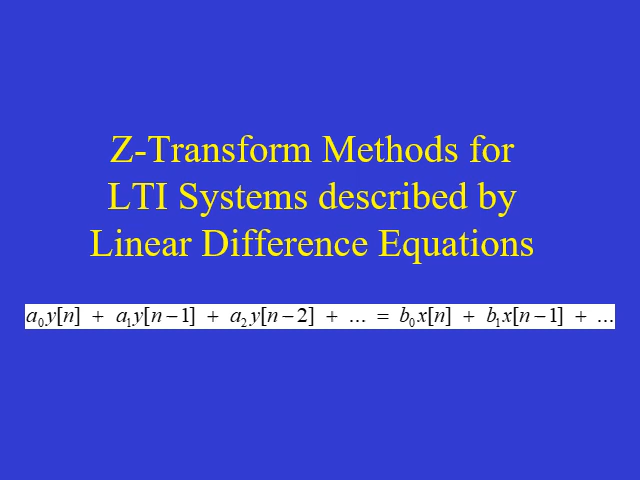 Z-Transform Methods for
LTI Systems described by
Linear Difference Equations
a₀y[n] + a₁y[n−1] + a₂y[n−2] + ... = b₀x[n] + b₁x[n−1] + ...